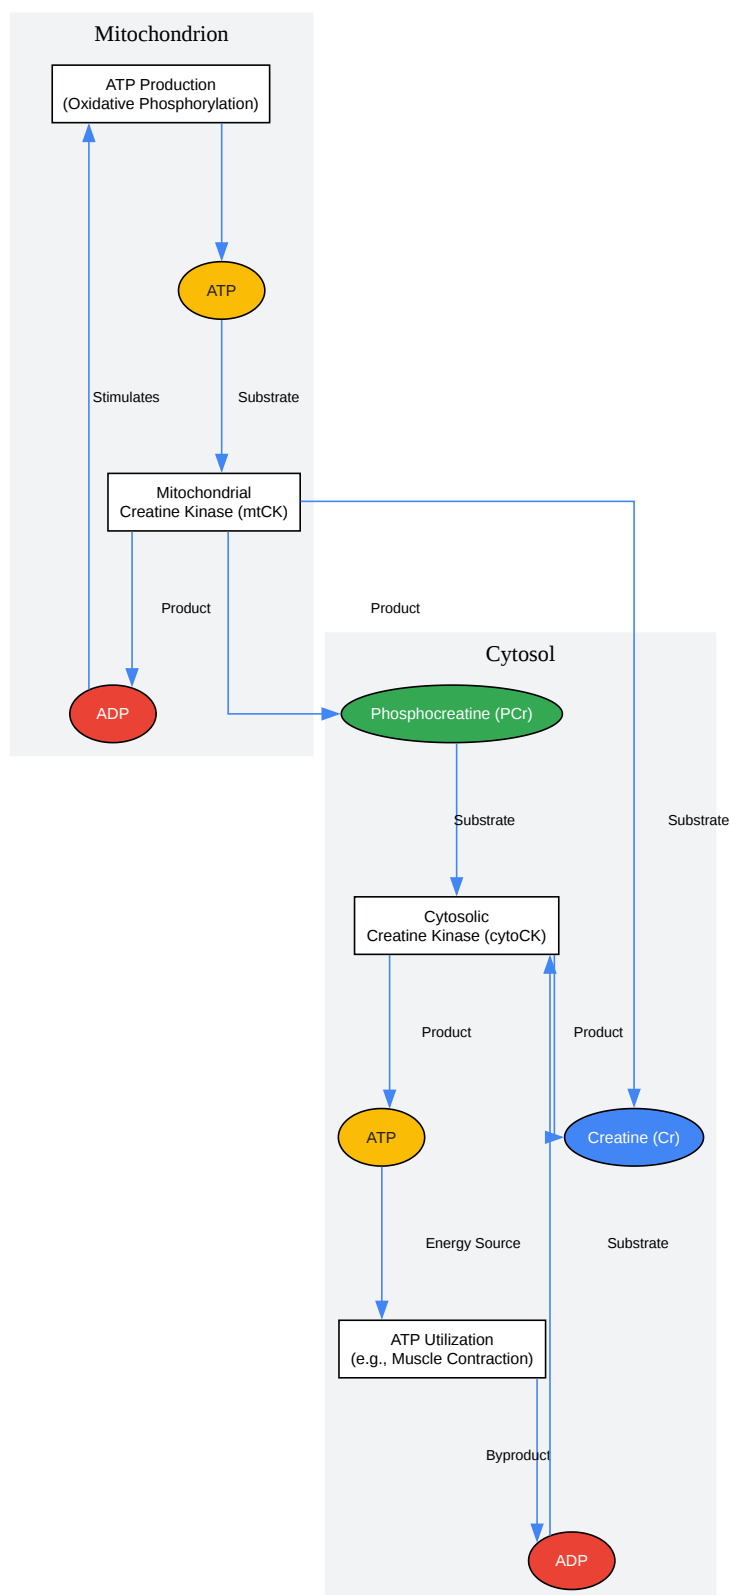 Mitochondrion
ATP Production
(Oxidative Phosphorylation)
ATP
Stimulates
Substrate
Mitochondrial
Creatine Kinase (mtCK)
Product
Product
Cytosol
ADP
Phosphocreatine (PCr)
Substrate
Substrate
Cytosolic
Creatine Kinase (cytoCK)
Product
Product
ATP
Creatine (Cr)
Energy Source
Substrate
ATP Utilization
(e.g., Muscle Contraction)
Byproduct
ADP